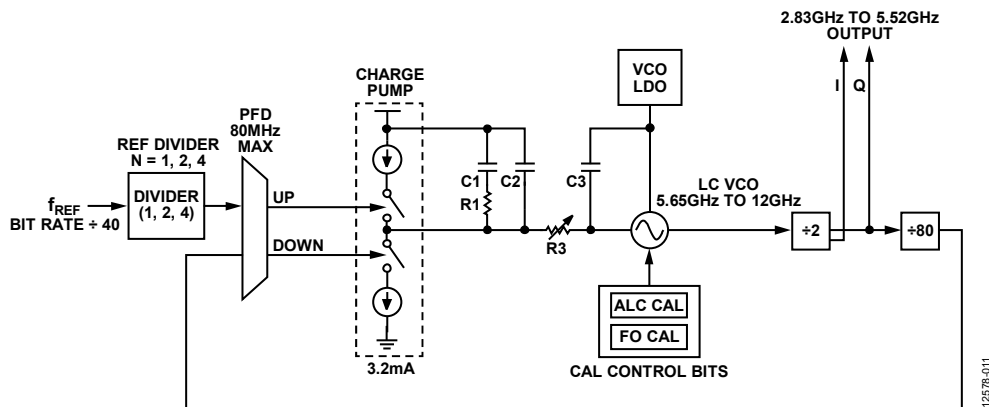 2.83GHz TO 5.52GHz
OUTPUT
I
Q
VCO
LDO
CHARGE
PUMP
PFD
80MHz
MAX
REF DIVIDER
N = 1, 2, 4
DIVIDER
(1, 2, 4)
fREF
BIT RATE ÷ 40
UP
DOWN
C1
R1
C2
C3
R3
LC VCO
5.65GHz TO 12GHz
÷2
÷80
ALC CAL
FO CAL
CAL CONTROL BITS
3.2mA
12578-011